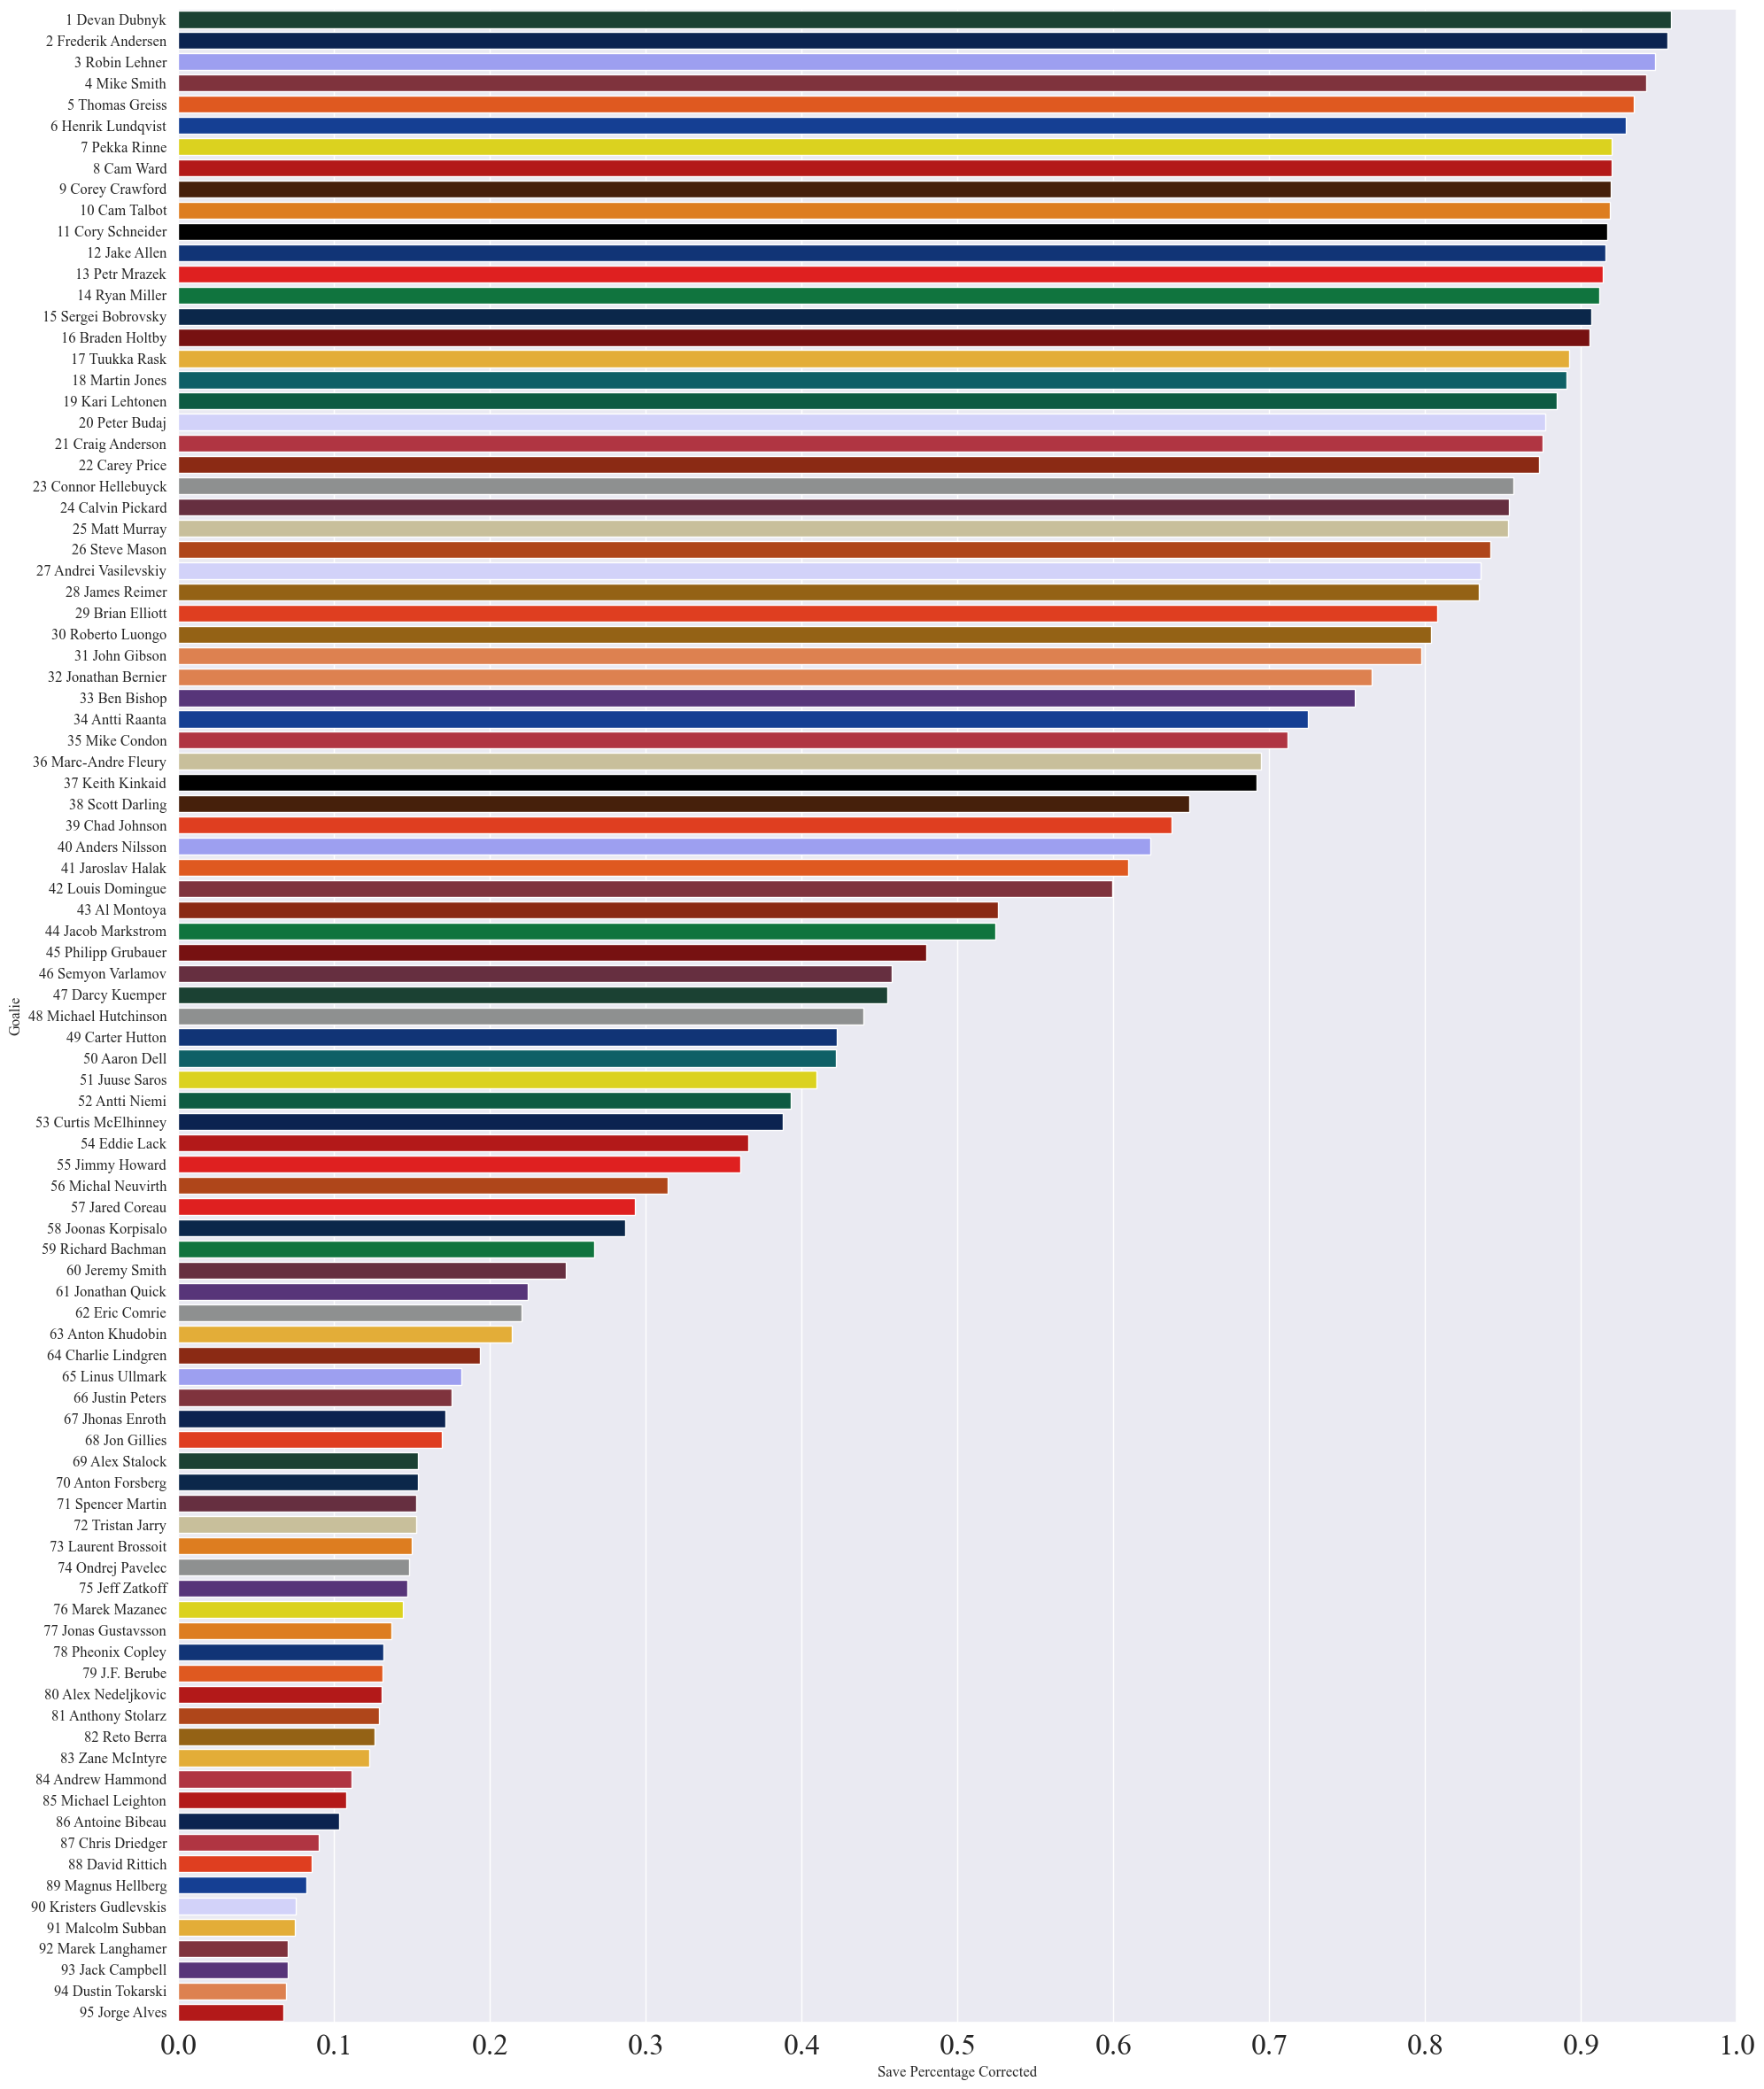 1 Devan Dubnyk
2 Frederik Andersen
3 Robin Lehner
4 Mike Smith
5 Thomas Greiss
6 Henrik Lundqvist
7 Pekka Rinne
8 Cam Ward
9 Corey Crawford
10 Cam Talbot
11 Cory Schneider
12 Jake Allen
13 Petr Mrazek
14 Ryan Miller
15 Sergei Bobrovsky
16 Braden Holtby
17 Tuukka Rask
18 Martin Jones
19 Kari Lehtonen
20 Peter Budaj
21 Craig Anderson
22 Carey Price
23 Connor Hellebuyck
24 Calvin Pickard
25 Matt Murray
26 Steve Mason
27 Andrei Vasilevskiy
28 James Reimer
29 Brian Elliott
30 Roberto Luongo
31 John Gibson
32 Jonathan Bernier
33 Ben Bishop
34 Antti Raanta
35 Mike Condon
36 Marc-Andre Fleury
37 Keith Kinkaid
38 Scott Darling
39 Chad Johnson
40 Anders Nilsson
41 Jaroslav Halak
42 Louis Domingue
43 Al Montoya
44 Jacob Markstrom
45 Philipp Grubauer
46 Semyon Varlamov
47 Darcy Kuemper
48 Michael Hutchinson
49 Carter Hutton
50 Aaron Dell
51 Juuse Saros
52 Antti Niemi
53 Curtis McElhinney
54 Eddie Lack
55 Jimmy Howard
56 Michal Neuvirth
57 Jared Coreau
58 Joonas Korpisalo
59 Richard Bachman
60 Jeremy Smith
61 Jonathan Quick
62 Eric Comrie
63 Anton Khudobin
64 Charlie Lindgren
65 Linus Ullmark
66 Justin Peters
67 Jhonas Enroth
68 Jon Gillies
69 Alex Stalock
70 Anton Forsberg
71 Spencer Martin
72 Tristan Jarry
73 Laurent Brossoit
74 Ondrej Pavelec
75 Jeff Zatkoff
76 Marek Mazanec
77 Jonas Gustavsson
78 Pheonix Copley
79 J.F. Berube
80 Alex Nedeljkovic
81 Anthony Stolarz
82 Reto Berra
83 Zane McIntyre
84 Andrew Hammond
85 Michael Leighton
86 Antoine Bibeau
87 Chris Driedger
88 David Rittich
89 Magnus Hellberg
90 Kristers Gudlevskis
91 Malcolm Subban
92 Marek Langhamer
93 Jack Campbell
94 Dustin Tokarski
95 Jorge Alves
Goalie
0.0 0.1 0.2 0.3 0.4 0.5 0.6 0.7 0.8 0.9 1.0
Save Percentage Corrected